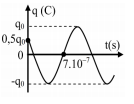 q (C)
q₀
0,5q₀
t(s)
0
7.10⁻⁷
-q₀